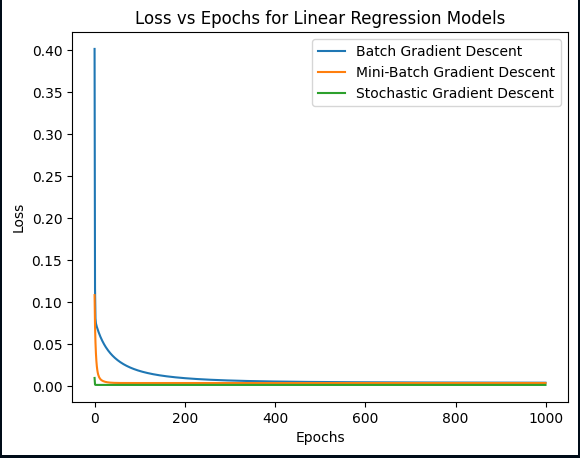 Loss vs Epochs for Linear Regression Models
Batch Gradient Descent
Mini-Batch Gradient Descent
Stochastic Gradient Descent
0.40
0.35
0.30
0.25
0.20
0.15
0.10
0.05
0.00
Loss
0 200 400 600 800 1000
Epochs